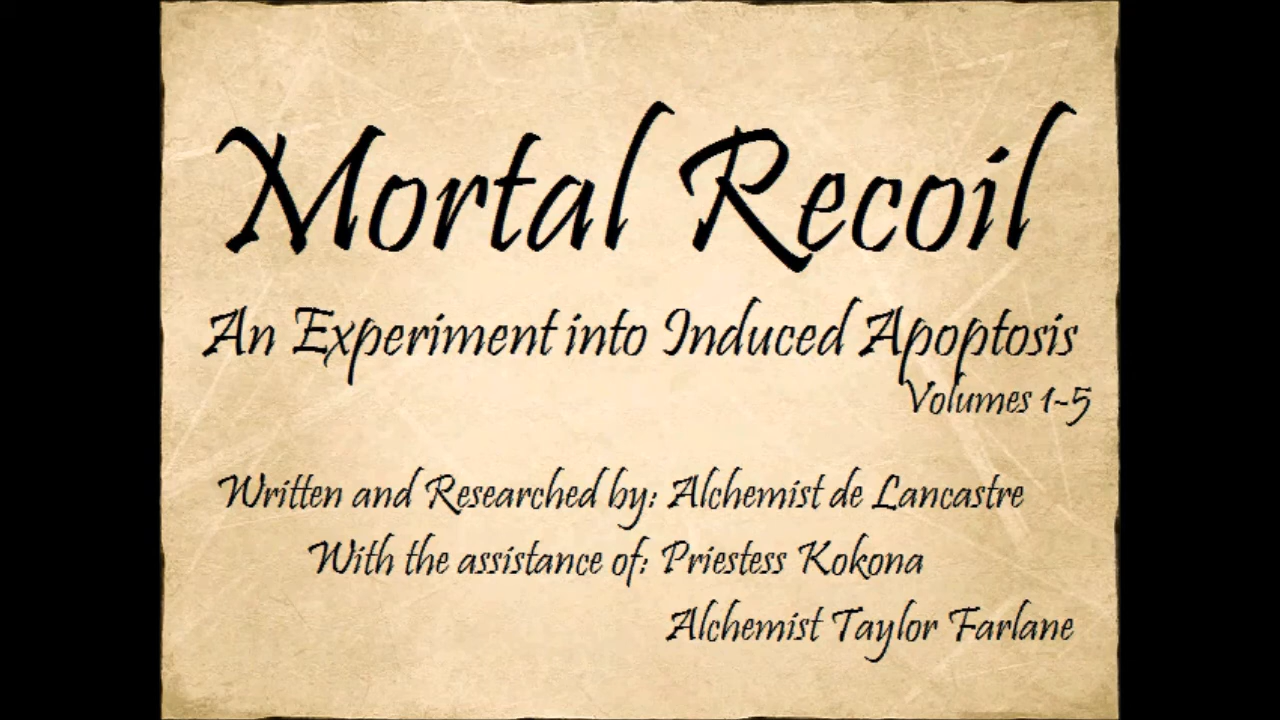 Mortal Recoil
An Experiment into Induced Apoptosis
Volumes 1-5
Written and Researched by: Alchemist de Lancastre
With the assistance of: Priestess Kokona
Alchemist Taylor Farlane